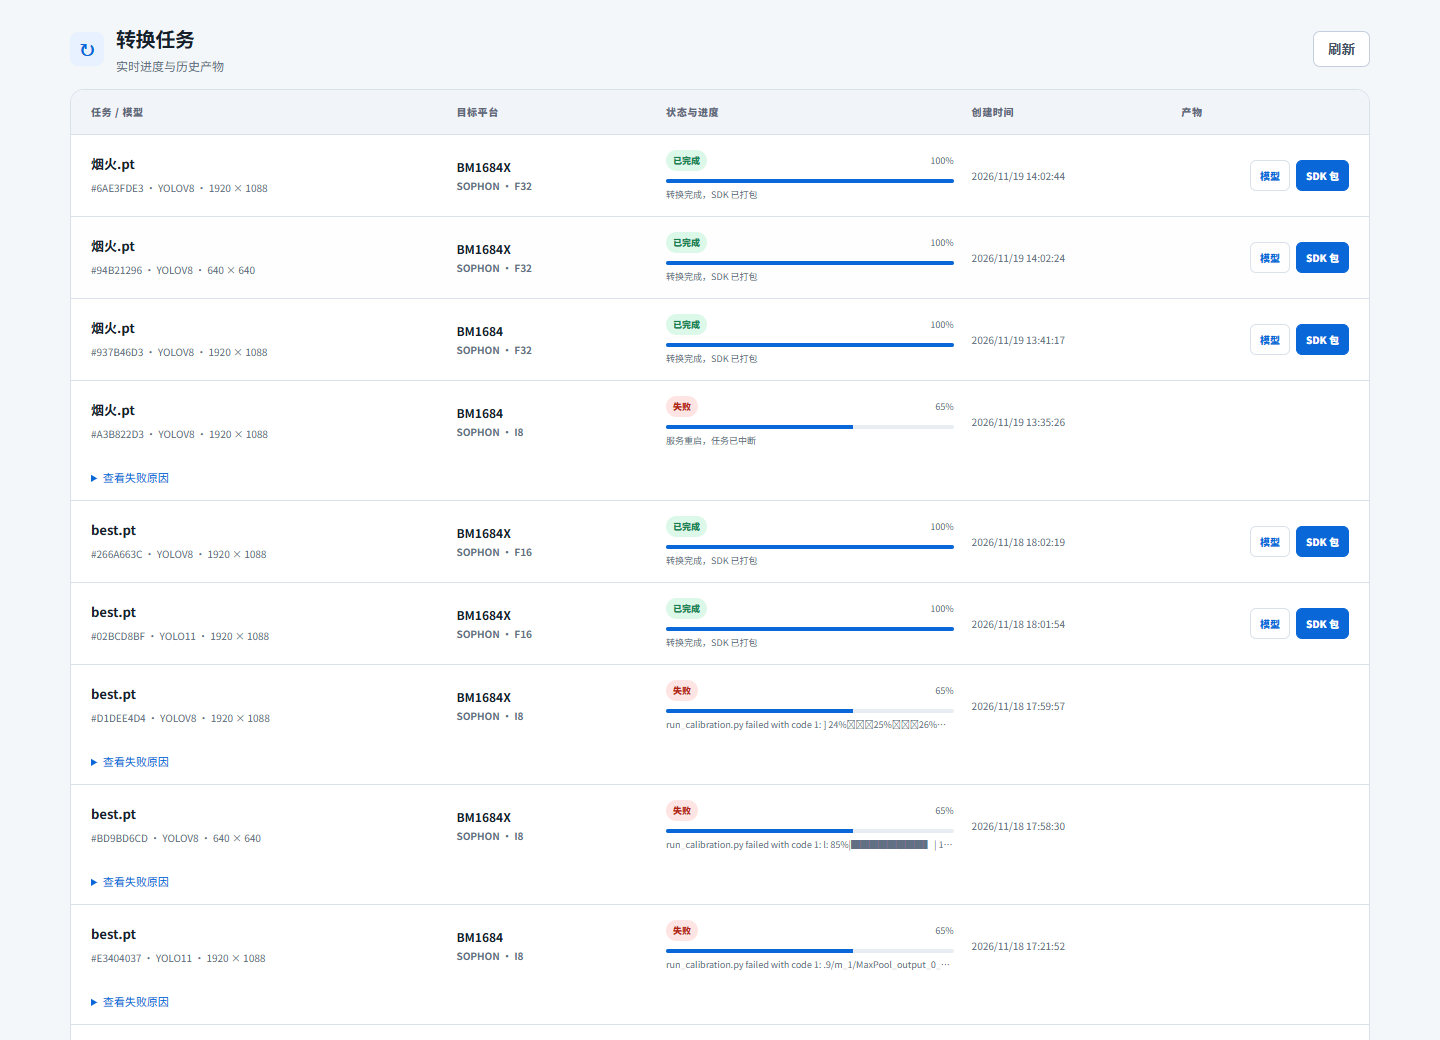 转换任务
实时进度与历史产物
刷新
任务 / 模型 目标平台 状态与进度 创建时间 产物
烟火.pt
#6AE3FDE3 • YOLOV8 • 1920 × 1088
BM1684X
SOPHON • F32
已完成 100%
转换完成，SDK 已打包
2026/11/19 14:02:44
模型 SDK 包
烟火.pt
#94B21296 • YOLOV8 • 640 × 640
BM1684X
SOPHON • F32
已完成 100%
转换完成，SDK 已打包
2026/11/19 14:02:24
模型 SDK 包
烟火.pt
#937B46D3 • YOLOV8 • 1920 × 1088
BM1684
SOPHON • F32
已完成 100%
转换完成，SDK 已打包
2026/11/19 13:41:17
模型 SDK 包
烟火.pt
#A3B822D3 • YOLOV8 • 1920 × 1088
BM1684
SOPHON • I8
失败 65%
服务重启，任务已中断
2026/11/19 13:35:26
▶ 查看失败原因
best.pt
#266A663C • YOLOV8 • 1920 × 1088
BM1684X
SOPHON • F16
已完成 100%
转换完成，SDK 已打包
2026/11/18 18:02:19
模型 SDK 包
best.pt
#02BCD8BF • YOLO11 • 1920 × 1088
BM1684X
SOPHON • F16
已完成 100%
转换完成，SDK 已打包
2026/11/18 18:01:54
模型 SDK 包
best.pt
#D1DEE4D4 • YOLOV8 • 1920 × 1088
BM1684X
SOPHON • I8
失败 65%
run_calibration.py failed with code 1: ] 24%□□□25%□□□26%…
2026/11/18 17:59:57
▶ 查看失败原因
best.pt
#BD9BD6CD • YOLOV8 • 640 × 640
BM1684X
SOPHON • I8
失败 65%
run_calibration.py failed with code 1: l: 85%|████████ | 1…
2026/11/18 17:58:30
▶ 查看失败原因
best.pt
#E3404037 • YOLO11 • 1920 × 1088
BM1684
SOPHON • I8
失败 65%
run_calibration.py failed with code 1: .9/m_1/MaxPool_output_0_…
2026/11/18 17:21:52
▶ 查看失败原因